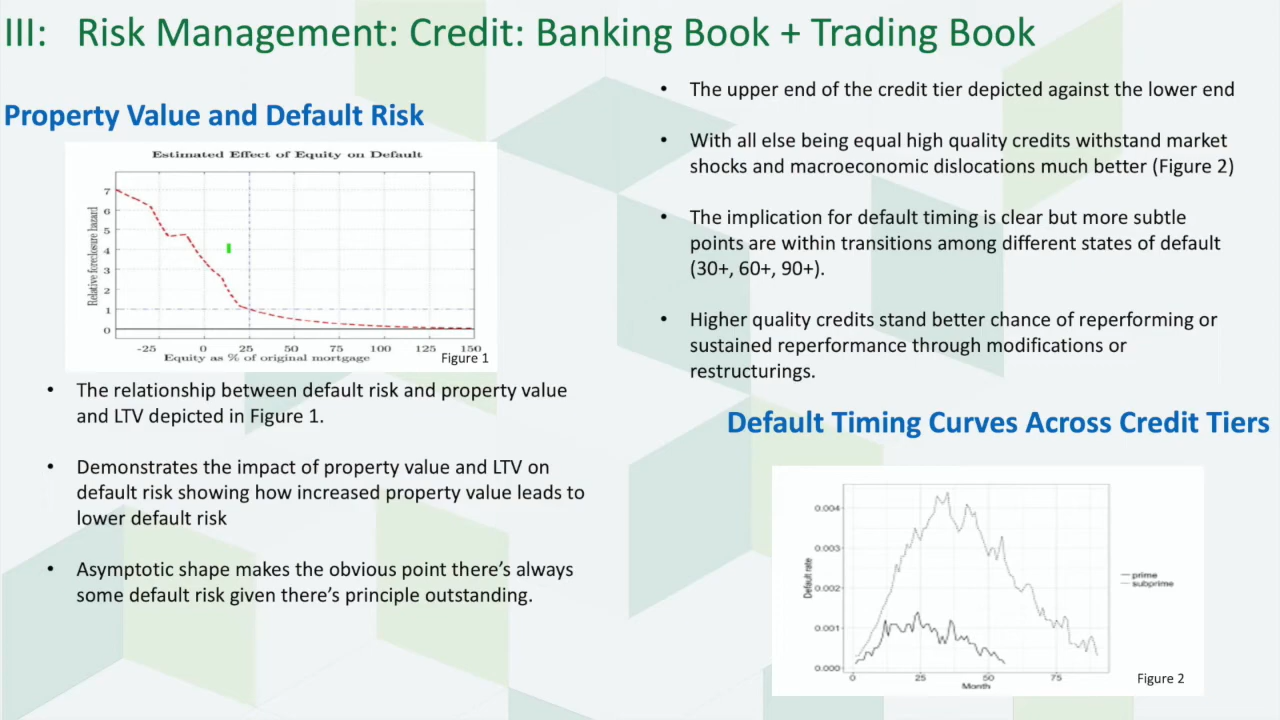 III: Risk Management: Credit: Banking Book + Trading Book
Property Value and Default Risk
Estimated Effect of Equity on Default
Relative foreclosure hazard
7
6
5
4
3
2
1
0
-25 0 25 50 75 100 125 150
Equity as % of original mortgage
Figure 1
• The relationship between default risk and property value
and LTV depicted in Figure 1.
• Demonstrates the impact of property value and LTV on
default risk showing how increased property value leads to
lower default risk
• Asymptotic shape makes the obvious point there's always
some default risk given there's principle outstanding.
• The upper end of the credit tier depicted against the lower end
• With all else being equal high quality credits withstand market
shocks and macroeconomic dislocations much better (Figure 2)
• The implication for default timing is clear but more subtle
points are within transitions among different states of default
(30+, 60+, 90+).
• Higher quality credits stand better chance of reperforming or
sustained reperformance through modifications or
restructurings.
Default Timing Curves Across Credit Tiers
Default rate
0.004
0.003
0.002
0.001
0.000
0 25 50 75
Month
prime
subprime
Figure 2